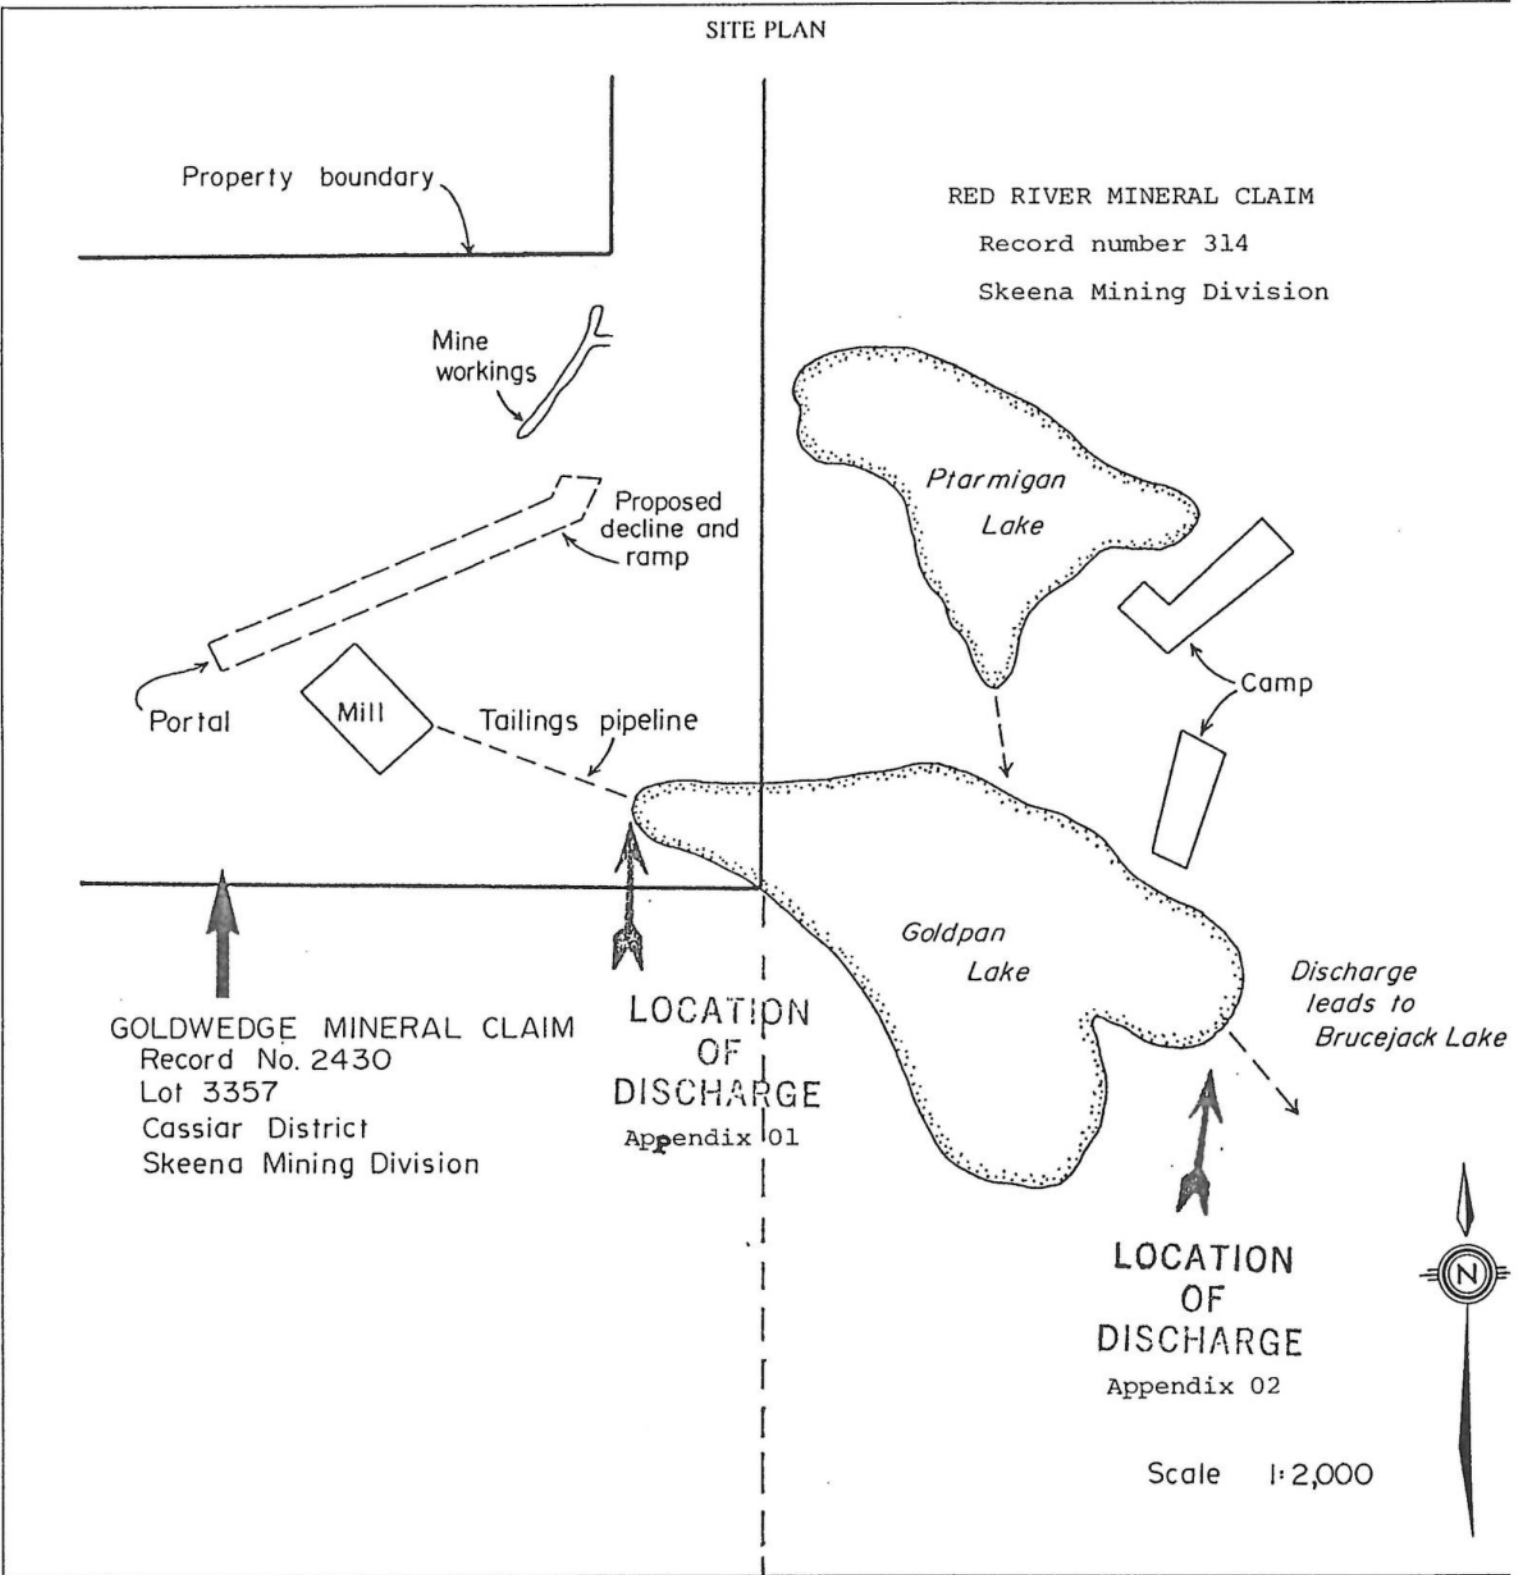 SITE PLAN
Property boundary
RED RIVER MINERAL CLAIM
Record number 314
Skeena Mining Division
Mine
workings
Ptarmigan
Lake
Proposed
decline and
ramp
Camp
Portal
Mill
Tailings pipeline
Goldpan
Lake
Discharge
leads to
Brucejack Lake
GOLDWEDGE MINERAL CLAIM
Record No. 2430
Lot 3357
Cassiar District
Skeena Mining Division
LOCATION
OF
DISCHARGE
Appendix 01
LOCATION
OF
DISCHARGE
Appendix 02
N
Scale 1:2,000